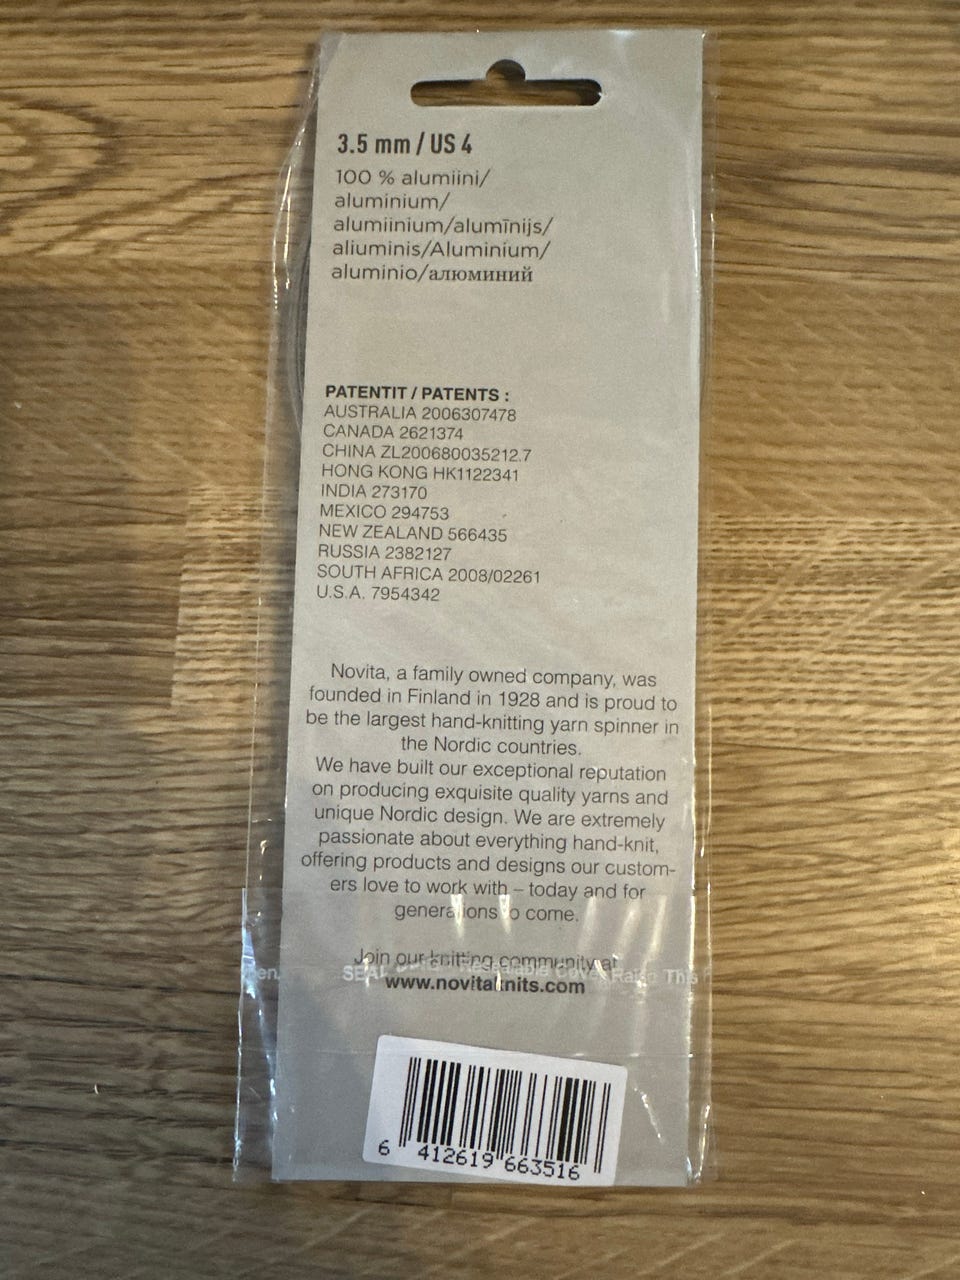 3.5 mm / US 4
100 % alumiini/
aluminium/
alumiinium/alumīnijs/
aliuminis/Aluminium/
aluminio/алюминий
PATENTIT / PATENTS :
AUSTRALIA 2006307478
CANADA 2621374
CHINA ZL200680035212.7
HONG KONG HK1122341
INDIA 273170
MEXICO 294753
NEW ZEALAND 566435
RUSSIA 2382127
SOUTH AFRICA 2008/02261
U.S.A. 7954342
Novita, a family owned company, was
founded in Finland in 1928 and is proud to
be the largest hand-knitting yarn spinner in
the Nordic countries.
We have built our exceptional reputation
on producing exquisite quality yarns and
unique Nordic design. We are extremely
passionate about everything hand-knit,
offering products and designs our custom-
ers love to work with – today and for
generations to come.
Join our knitting community at
SEAL Resealable Cover Raise This
www.novitaknits.com
6 412619 663516